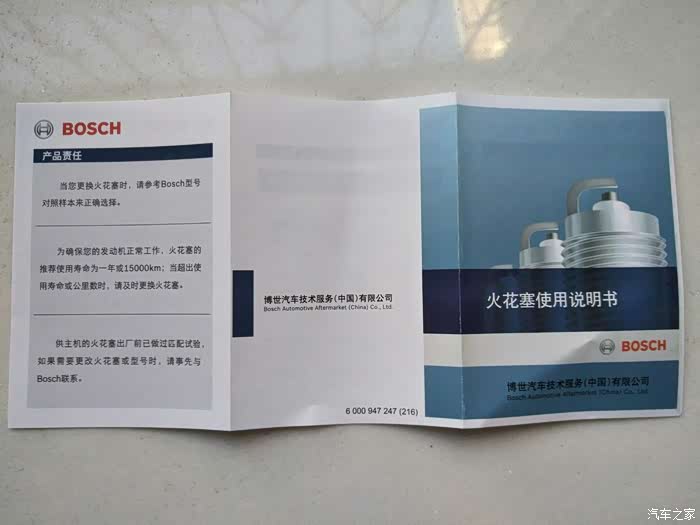 BOSCH
产品责任
当您更换火花塞时，请参考Bosch型号
对照样本来正确选择。
为确保您的发动机正常工作，火花塞的
推荐使用寿命为一年或15000km；当超出使
用寿命或公里数时，请及时更换火花塞。
供主机的火花塞出厂前已做过匹配试验，
如果需要更改火花塞或型号时，请事先与
Bosch联系。
博世汽车技术服务(中国)有限公司
Bosch Automotive Aftermarket (China) Co., Ltd.
6 000 947 247 (216)
火花塞使用说明书
BOSCH
博世汽车技术服务(中国)有限公司
Bosch Automotive Aftermarket (China) Co., Ltd.
汽车之家